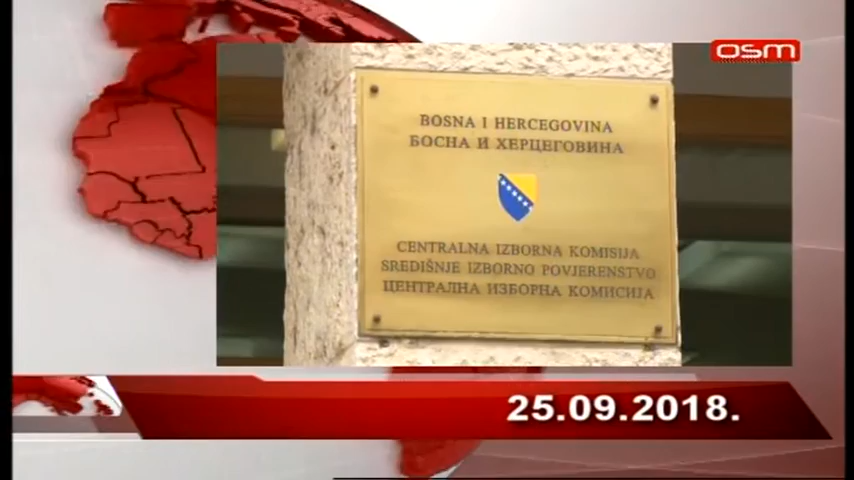 OSM
BOSNA I HERCEGOVINA
БОСНА И ХЕРЦЕГОВИНА
CENTRALNA IZBORNA KOMISIJA
SREDIŠNJE IZBORNO POVJERENSTVO
ЦЕНТРАЛНА ИЗБОРНА КОМИСИЈА
25.09.2018.